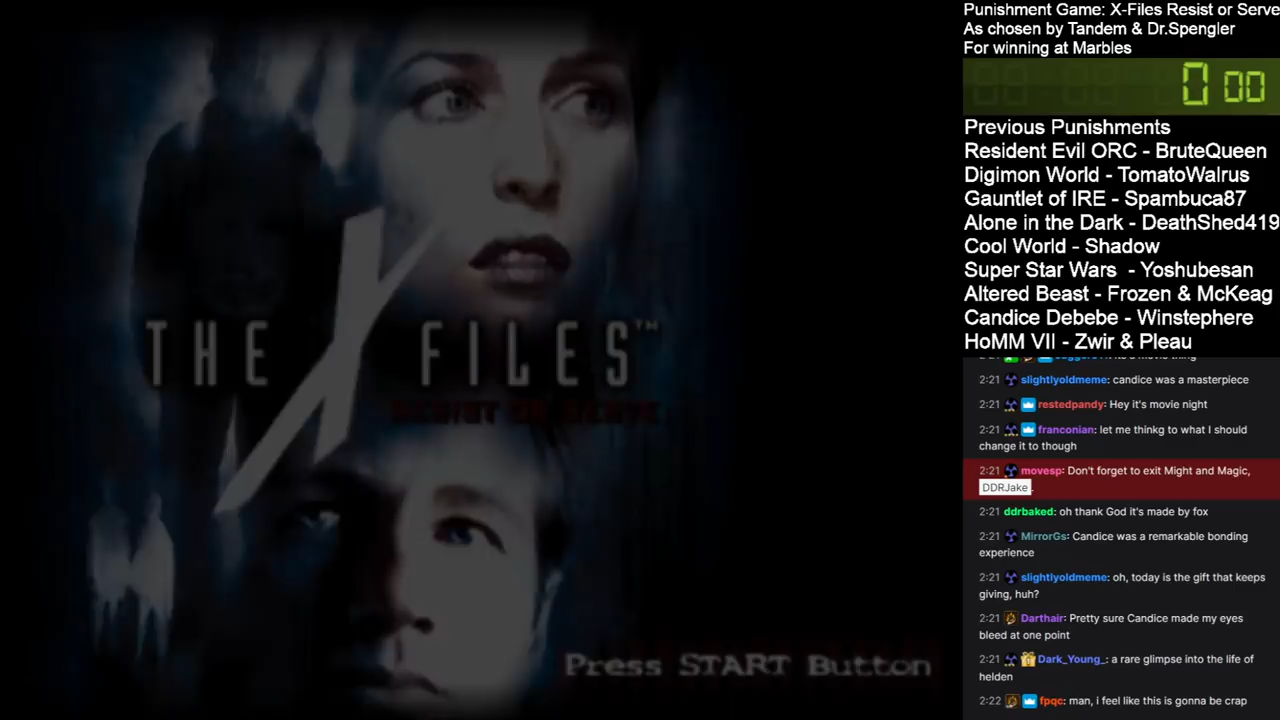 Punishment Game: X-Files Resist or Serve
As chosen by Tandem & Dr.Spengler
For winning at Marbles
0 00
Previous Punishments
Resident Evil ORC - BruteQueen
Digimon World - TomatoWalrus
Gauntlet of IRE - Spambuca87
Alone in the Dark - DeathShed419
Cool World - Shadow
Super Star Wars - Yoshubesan
Altered Beast - Frozen & McKeag
Candice Debebe - Winstephere
HoMM VII - Zwir & Pleau
2:21 slightlyoldmeme: candice was a masterpiece
2:21 restedpandy: Hey it's movie night
2:21 franconian: let me thinkg to what I should
change it to though
2:21 movesp: Don't forget to exit Might and Magic,
DDRJake
2:21 ddrbaked: oh thank God it's made by fox
2:21 MirrorGs: Candice was a remarkable bonding
experience
2:21 slightlyoldmeme: oh, today is the gift that keeps
giving, huh?
2:21 Darthair: Pretty sure Candice made my eyes
bleed at one point
2:21 Dark_Young_: a rare glimpse into the life of
helden
2:22 fpqc: man, i feel like this is gonna be crap
THE X FILES™
RESIST OR SERVE
Press START Button